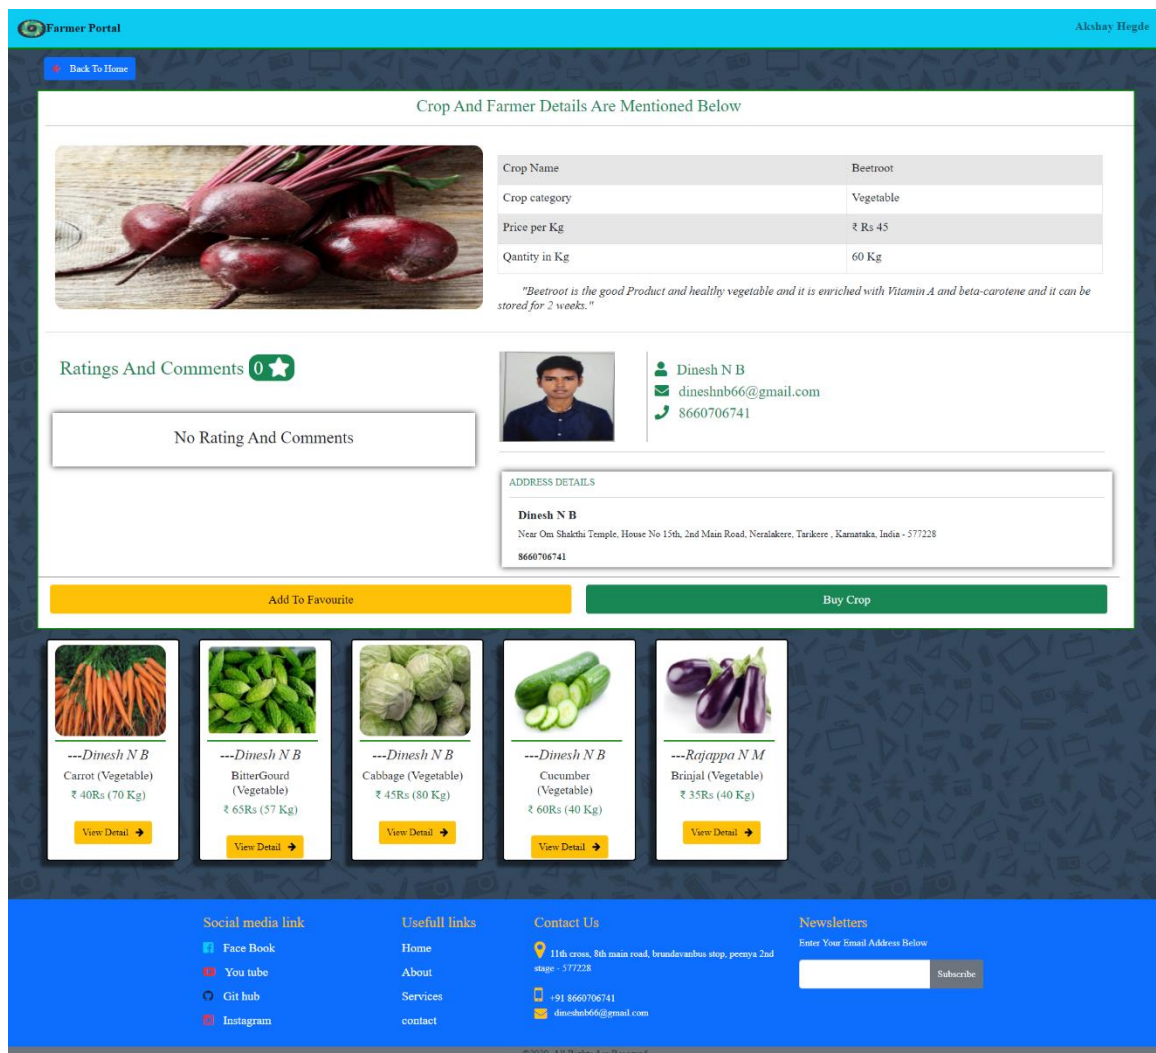 Farmer Portal
Akshay Hegde
Back To Home
Crop And Farmer Details Are Mentioned Below
Crop Name Beetroot
Crop category Vegetable
Price per Kg ₹ Rs 45
Qantity in Kg 60 Kg
"Beetroot is the good Product and healthy vegetable and it is enriched with Vitamin A and beta-carotene and it can be
stored for 2 weeks."
Ratings And Comments 0
No Rating And Comments
Dinesh N B
dineshnb66@gmail.com
8660706741
ADDRESS DETAILS
Dinesh N B
Near Om Shakthi Temple, House No 15th, 2nd Main Road, Neralakere, Tarikere , Karnataka, India - 577228
8660706741
Add To Favourite
Buy Crop
---Dinesh N B
Carrot (Vegetable)
₹ 40Rs (70 Kg)
View Detail
---Dinesh N B
BitterGourd
(Vegetable)
₹ 65Rs (57 Kg)
View Detail
---Dinesh N B
Cabbage (Vegetable)
₹ 45Rs (80 Kg)
View Detail
---Dinesh N B
Cucumber
(Vegetable)
₹ 60Rs (40 Kg)
View Detail
---Rajappa N M
Brinjal (Vegetable)
₹ 35Rs (40 Kg)
View Detail
Social media link
Face Book
You tube
Git hub
Instagram
Usefull links
Home
About
Services
contact
Contact Us
11th cross, 8th main road, brundavanbus stop, peenya 2nd
stage - 577228
+91 8660706741
dineshnb66@gmail.com
Newsletters
Enter Your Email Address Below
Subscribe